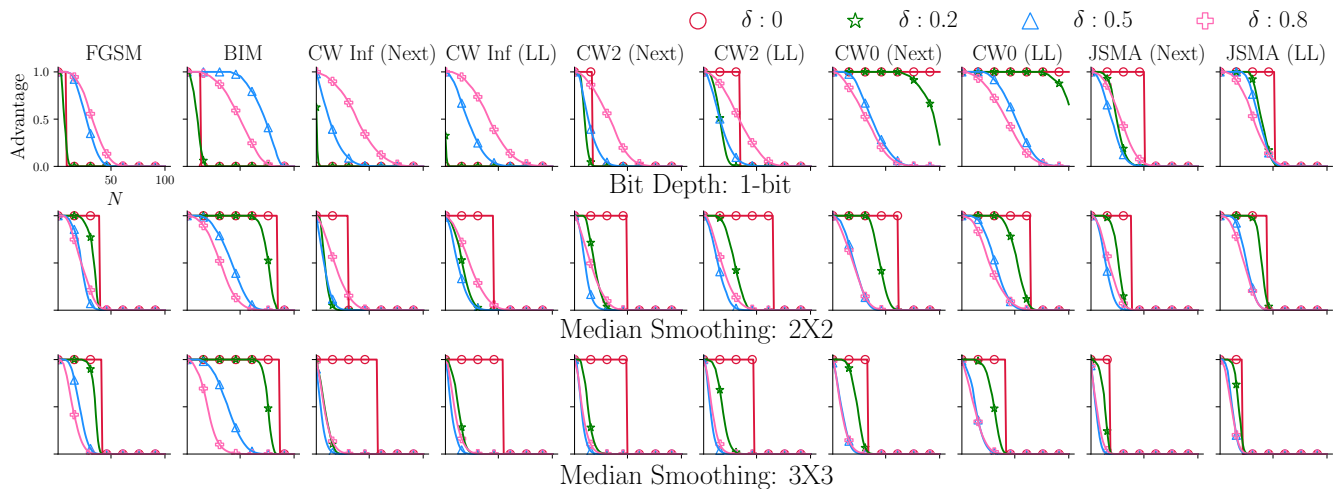 δ : 0 δ : 0.2 δ : 0.5 δ : 0.8
FGSM BIM CW Inf (Next) CW Inf (LL) CW2 (Next) CW2 (LL) CW0 (Next) CW0 (LL) JSMA (Next) JSMA (LL)
Advantage
1.0
0.5
0.0
50 100
N
Bit Depth: 1-bit
Median Smoothing: 2X2
Median Smoothing: 3X3